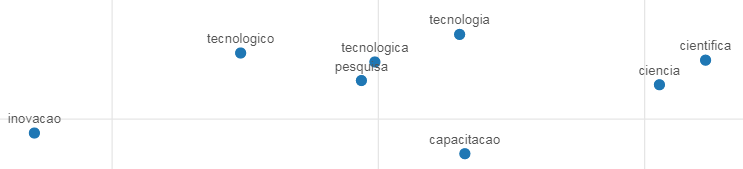 tecnologia
tecnologico
cientifica
tecnologica
pesquisa
ciencia
inovacao
capacitacao